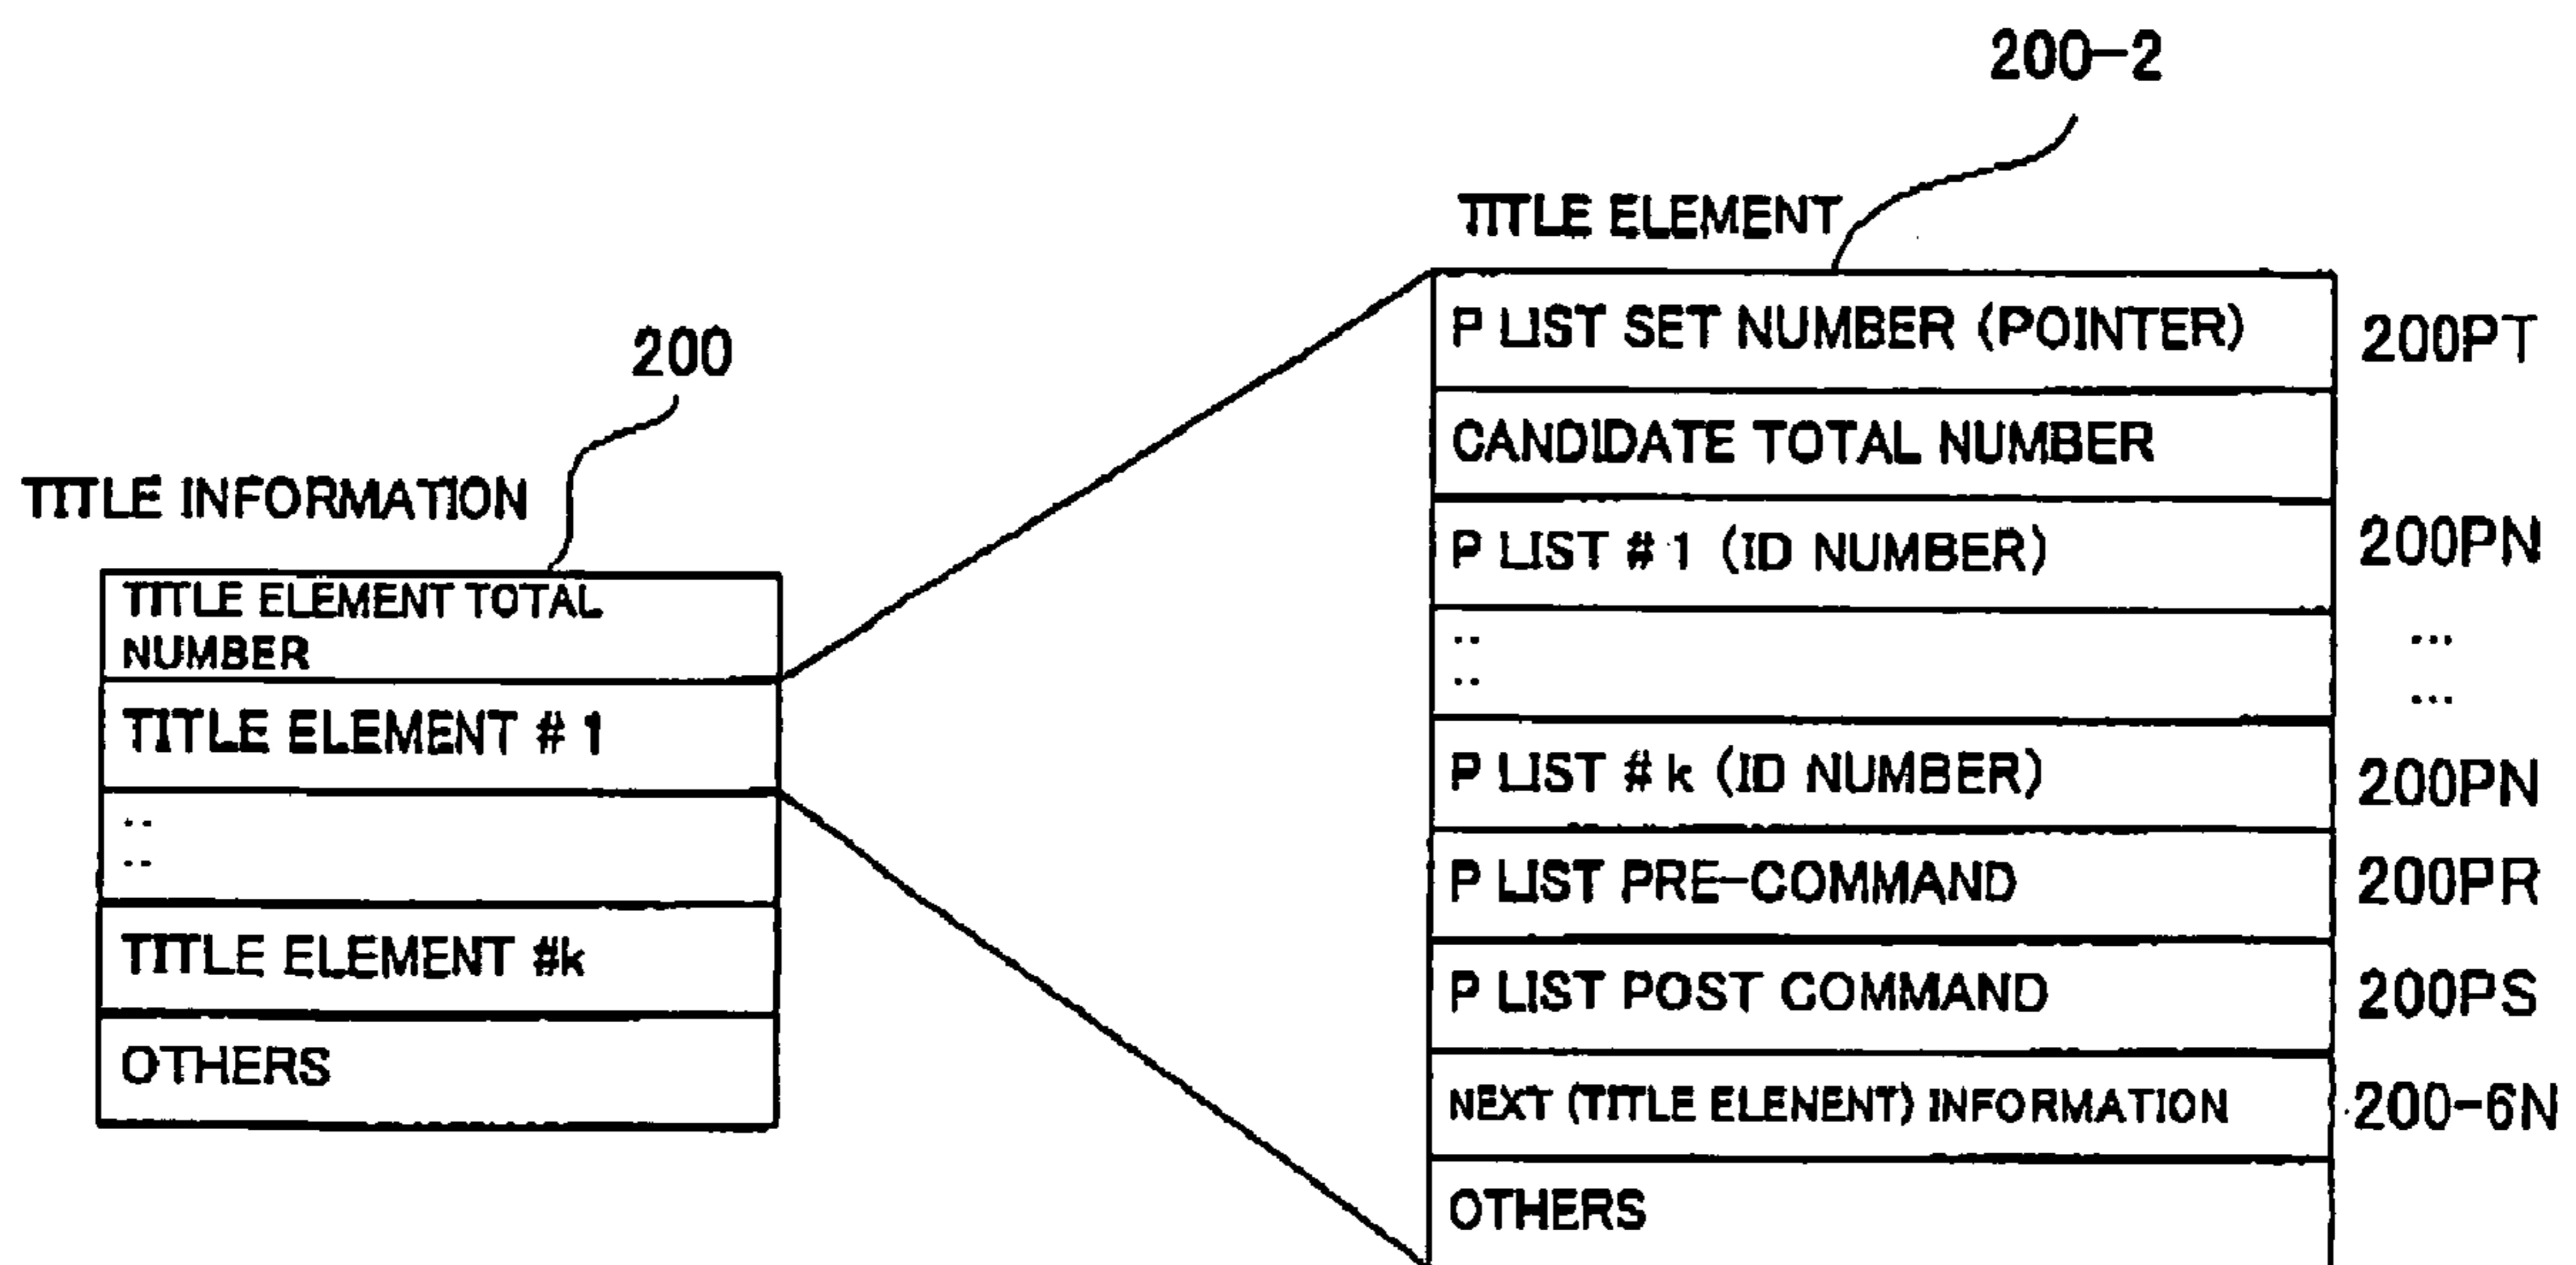 200-2
TITLE ELEMENT
200
TITLE INFORMATION
TITLE ELEMENT TOTAL
NUMBER
TITLE ELEMENT # 1
..
..
TITLE ELEMENT #k
OTHERS
P LIST SET NUMBER (POINTER) 200PT
CANDIDATE TOTAL NUMBER
P LIST # 1 (ID NUMBER) 200PN
.. ...
.. ...
P LIST # k (ID NUMBER) 200PN
P LIST PRE-COMMAND 200PR
P LIST POST COMMAND 200PS
NEXT (TITLE ELENENT) INFORMATION 200-6N
OTHERS